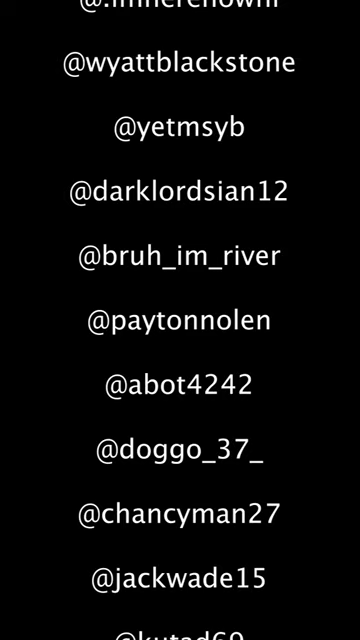 @wyattblackstone
@yetmsyb
@darklordsian12
@bruh_im_river
@paytonnolen
@abot4242
@doggo_37_
@chancyman27
@jackwade15